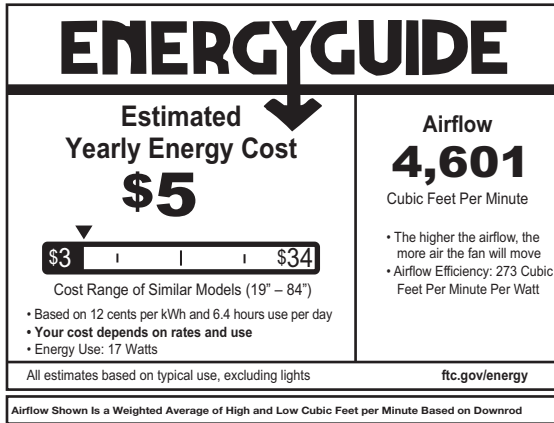 ENERGYGUIDE
Estimated
Yearly Energy Cost
$5
$3
$34
Cost Range of Similar Models (19” – 84”)
• Based on 12 cents per kWh and 6.4 hours use per day
• Your cost depends on rates and use
• Energy Use: 17 Watts
Airflow
4,601
Cubic Feet Per Minute
• The higher the airflow, the
more air the fan will move
• Airflow Efficiency: 273 Cubic
Feet Per Minute Per Watt
All estimates based on typical use, excluding lights
ftc.gov/energy
Airflow Shown Is a Weighted Average of High and Low Cubic Feet per Minute Based on Downrod